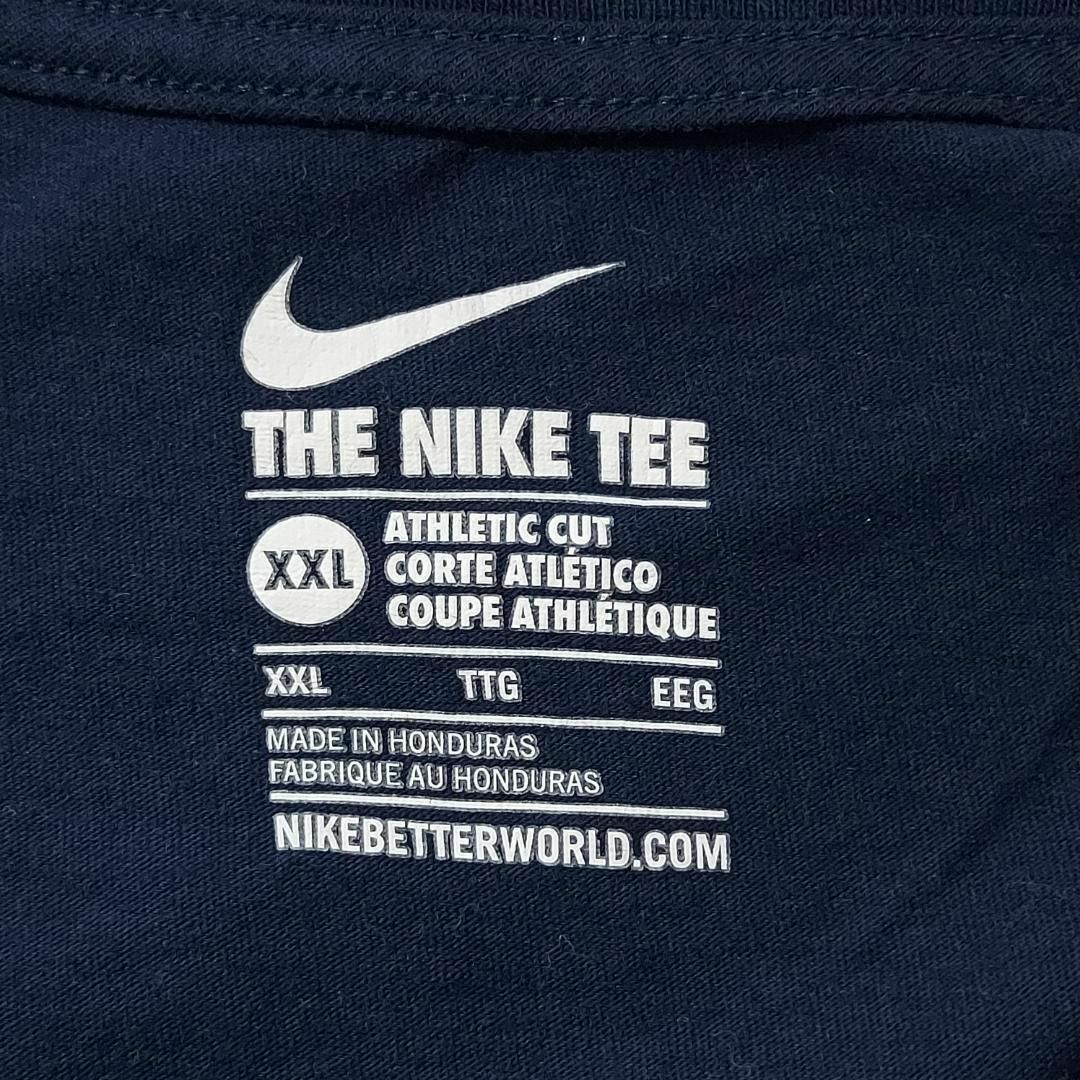 THE NIKE TEE
XXL
ATHLETIC CUT
CORTE ATLÉTICO
COUPE ATHLÉTIQUE
XXL TTG EEG
MADE IN HONDURAS
FABRIQUE AU HONDURAS
NIKEBETTERWORLD.COM